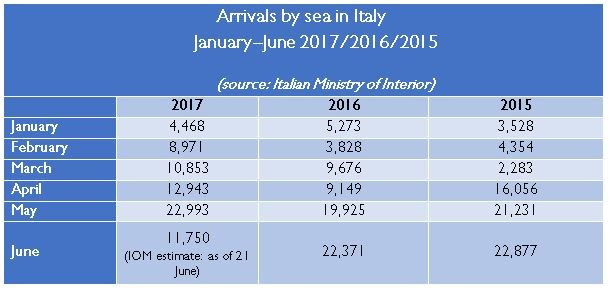 Arrivals by sea in Italy
January–June 2017/2016/2015
(source: Italian Ministry of Interior)
2017 2016 2015
January 4,468 5,273 3,528
February 8,971 3,828 4,354
March 10,853 9,676 2,283
April 12,943 9,149 16,056
May 22,993 19,925 21,231
June 11,750 22,371 22,877
(IOM estimate: as of 21
June)